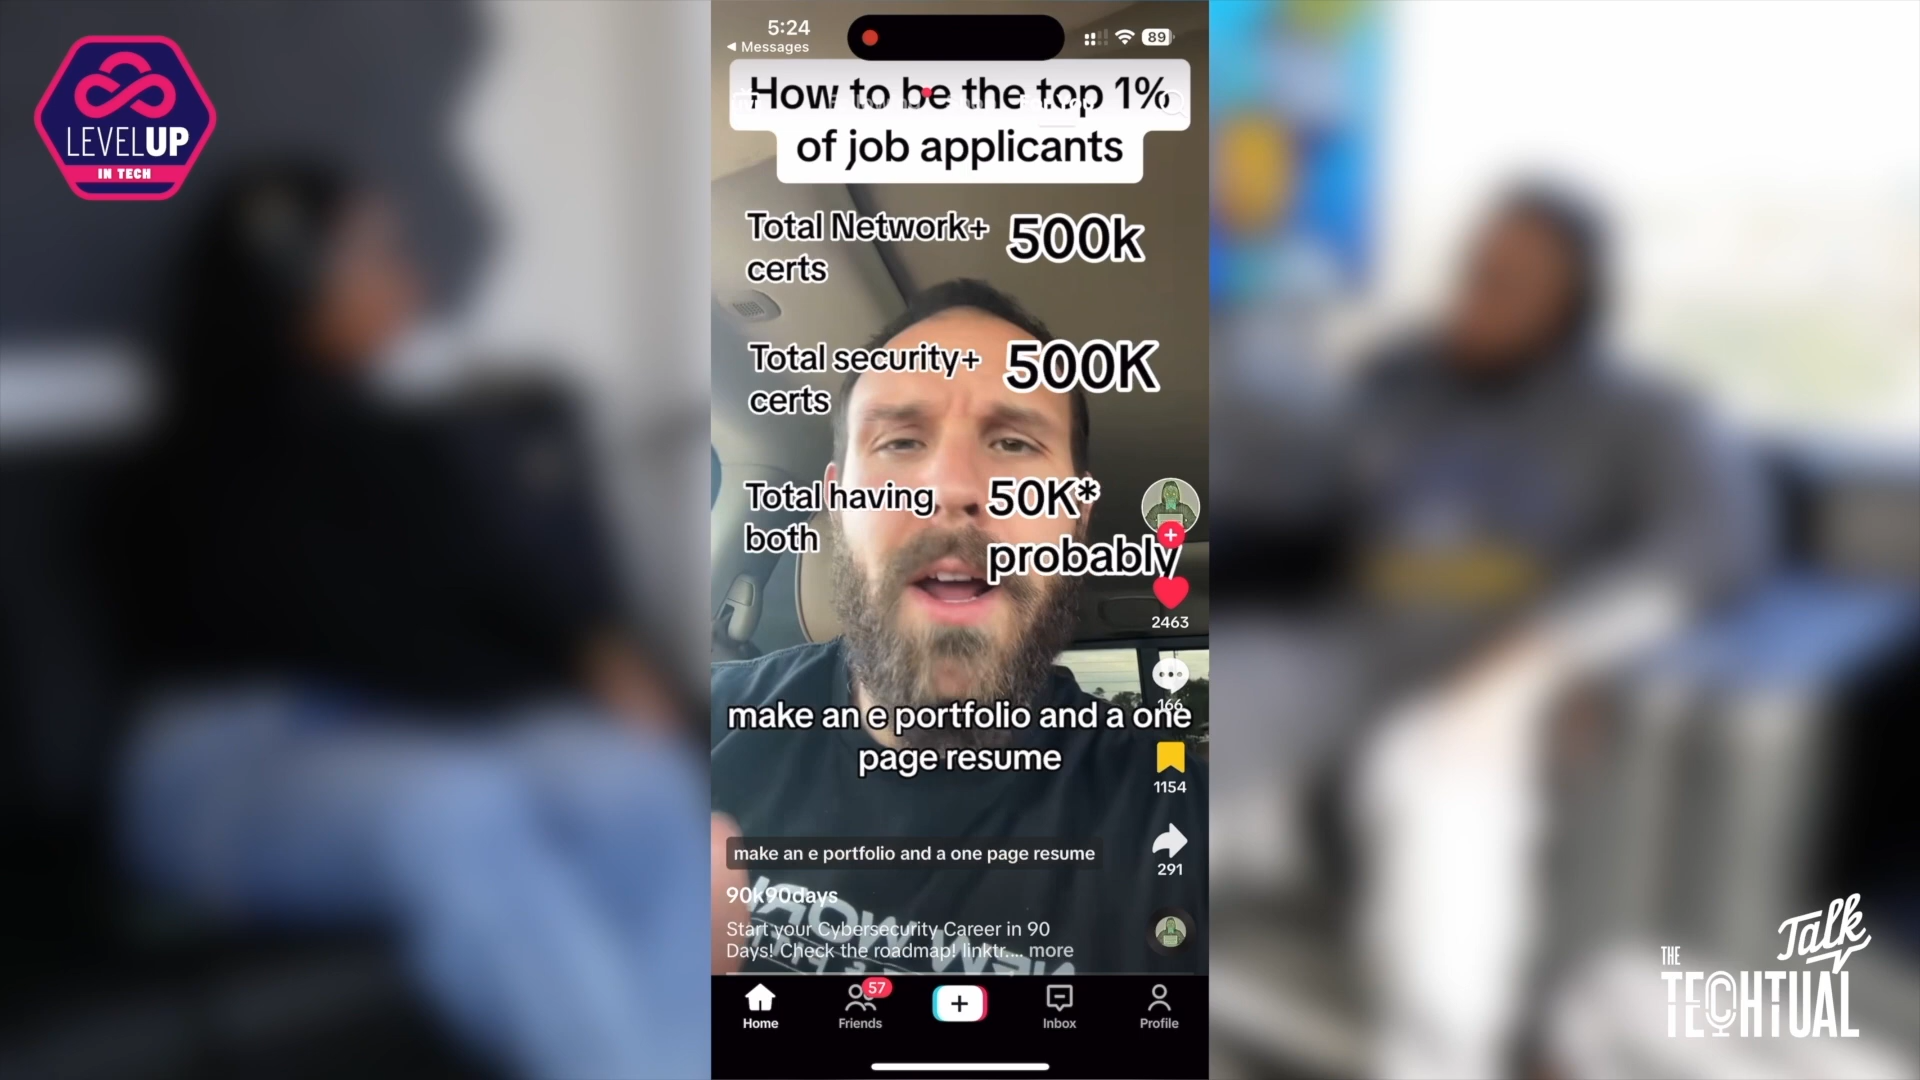 LEVELUP
IN TECH
5:24
Messages
89
How to be the top 1%
of job applicants
Total Network+
certs
500k
Total security+
certs
500K
Total having
both
50K*
probably
2463
166
make an e portfolio and a one
page resume
1154
291
make an e portfolio and a one page resume
90k90days
Start your Cybersecurity Career in 90
Days! Check the roadmap! linktr.... more
57
Home
Friends
Inbox
Profile
THE
Talk
TECHTUAL